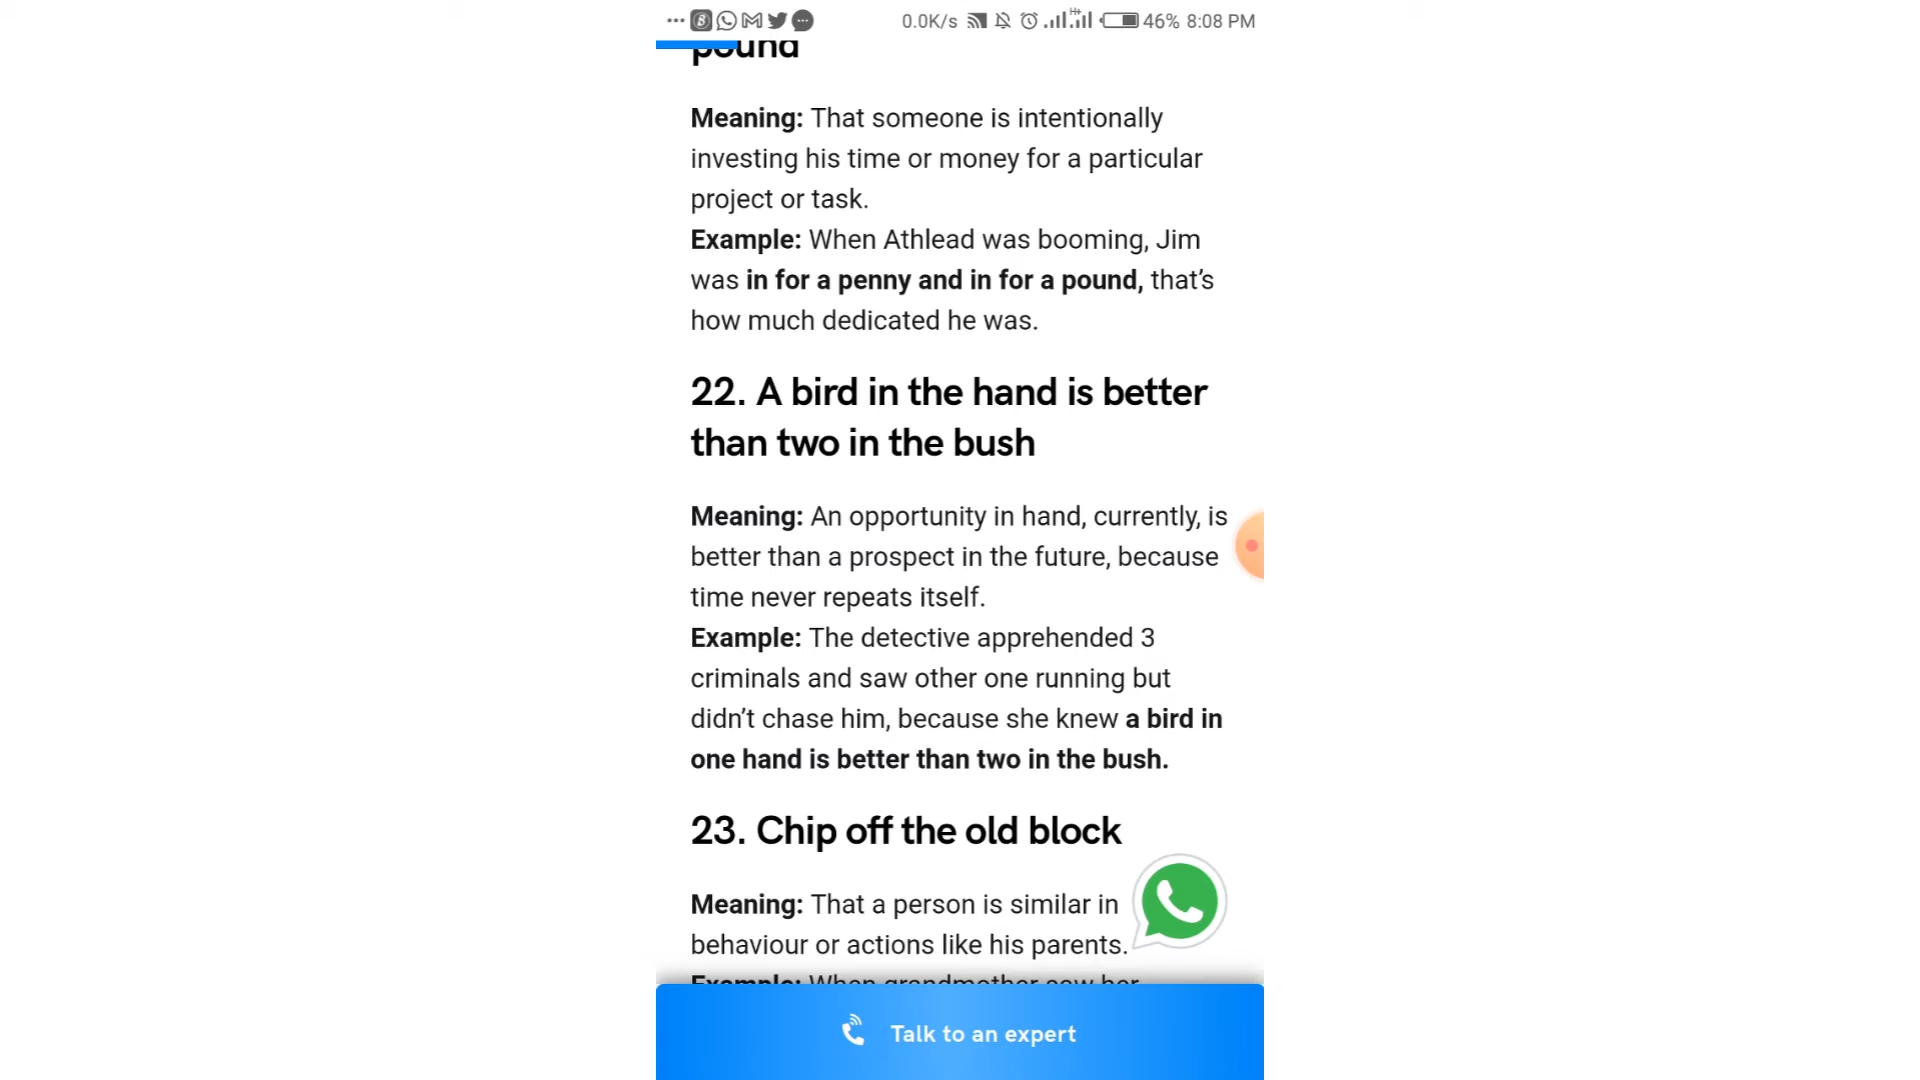 0.0K/s 46% 8:08 PM
pound
Meaning: That someone is intentionally
investing his time or money for a particular
project or task.
Example: When Athlead was booming, Jim
was in for a penny and in for a pound, that’s
how much dedicated he was.
22. A bird in the hand is better
than two in the bush
Meaning: An opportunity in hand, currently, is
better than a prospect in the future, because
time never repeats itself.
Example: The detective apprehended 3
criminals and saw other one running but
didn’t chase him, because she knew a bird in
one hand is better than two in the bush.
23. Chip off the old block
Meaning: That a person is similar in
behaviour or actions like his parents.
Example: When grandmother saw her
Talk to an expert